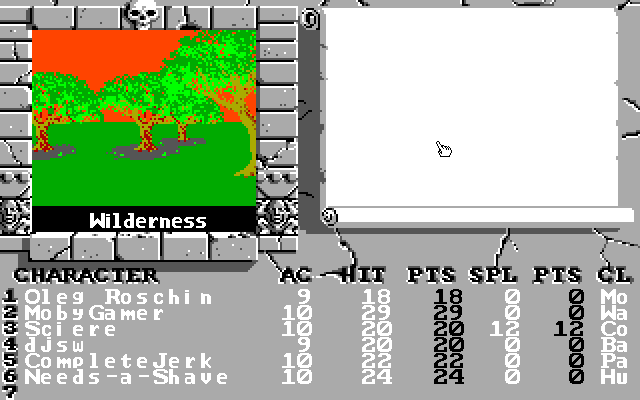 Wilderness
CHARACTER AC HIT PTS SPL PTS CL
1 Oleg Roschin 9 18 18 0 0 Mo
2 MobyGamer 10 29 29 0 0 Wa
3 Sciere 10 20 20 12 12 Co
4 djsw 9 20 20 0 0 Ba
5 CompleteJerk 10 22 22 0 0 Pa
6 Needs-a-Shave 10 24 24 0 0 Hu
7